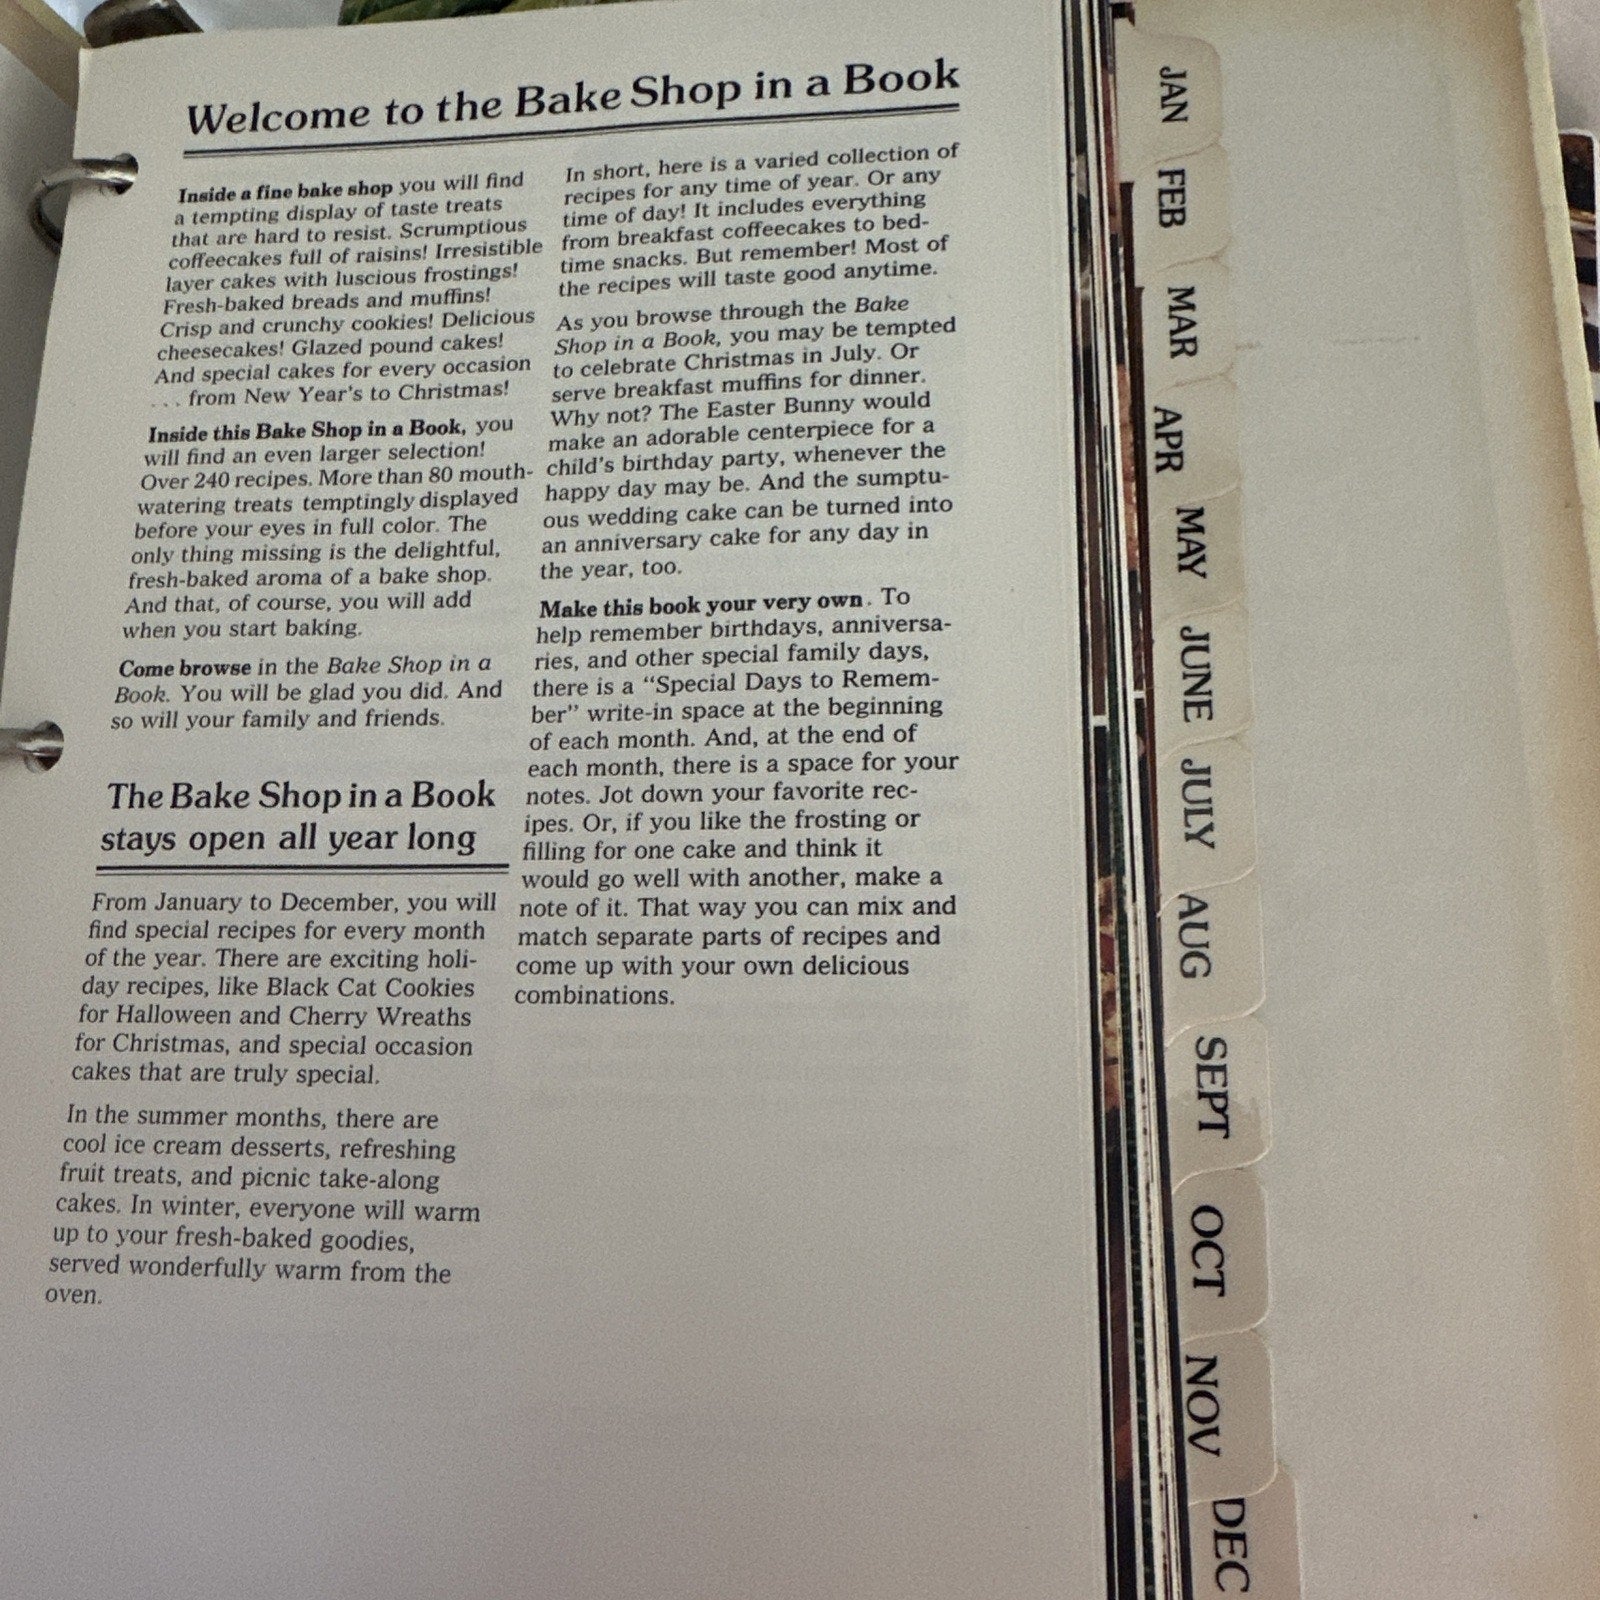 Welcome to the Bake Shop in a Book
Inside a fine bake shop you will find
a tempting display of taste treats
that are hard to resist. Scrumptious
coffeecakes full of raisins! Irresistible
layer cakes with luscious frostings!
Fresh-baked breads and muffins!
Crisp and crunchy cookies! Delicious
cheesecakes! Glazed pound cakes!
And special cakes for every occasion
. . . from New Year's to Christmas!
Inside this Bake Shop in a Book, you
will find an even larger selection!
Over 240 recipes. More than 80 mouth-
watering treats temptingly displayed
before your eyes in full color. The
only thing missing is the delightful,
fresh-baked aroma of a bake shop.
And that, of course, you will add
when you start baking.
Come browse in the Bake Shop in a
Book. You will be glad you did. And
so will your family and friends.
The Bake Shop in a Book
stays open all year long
From January to December, you will
find special recipes for every month
of the year. There are exciting holi-
day recipes, like Black Cat Cookies
for Halloween and Cherry Wreaths
for Christmas, and special occasion
cakes that are truly special.
In the summer months, there are
cool ice cream desserts, refreshing
fruit treats, and picnic take-along
cakes. In winter, everyone will warm
up to your fresh-baked goodies,
served wonderfully warm from the
oven.
In short, here is a varied collection of
recipes for any time of year. Or any
time of day! It includes everything
from breakfast coffeecakes to bed-
time snacks. But remember! Most of
the recipes will taste good anytime.
As you browse through the Bake
Shop in a Book, you may be tempted
to celebrate Christmas in July. Or
serve breakfast muffins for dinner.
Why not? The Easter Bunny would
make an adorable centerpiece for a
child's birthday party, whenever the
happy day may be. And the sumptu-
ous wedding cake can be turned into
an anniversary cake for any day in
the year, too.
Make this book your very own. To
help remember birthdays, anniversa-
ries, and other special family days,
there is a "Special Days to Remem-
ber" write-in space at the beginning
of each month. And, at the end of
each month, there is a space for your
notes. Jot down your favorite rec-
ipes. Or, if you like the frosting or
filling for one cake and think it
would go well with another, make a
note of it. That way you can mix and
match separate parts of recipes and
come up with your own delicious
combinations.
JAN
FEB
MAR
APR
MAY
JUNE
JULY
AUG
SEPT
OCT
NOV
DEC